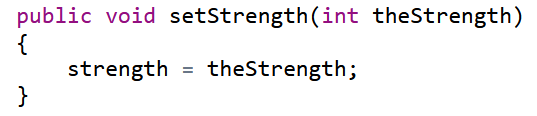 public void setStrength(int theStrength)
{
    strength = theStrength;
}